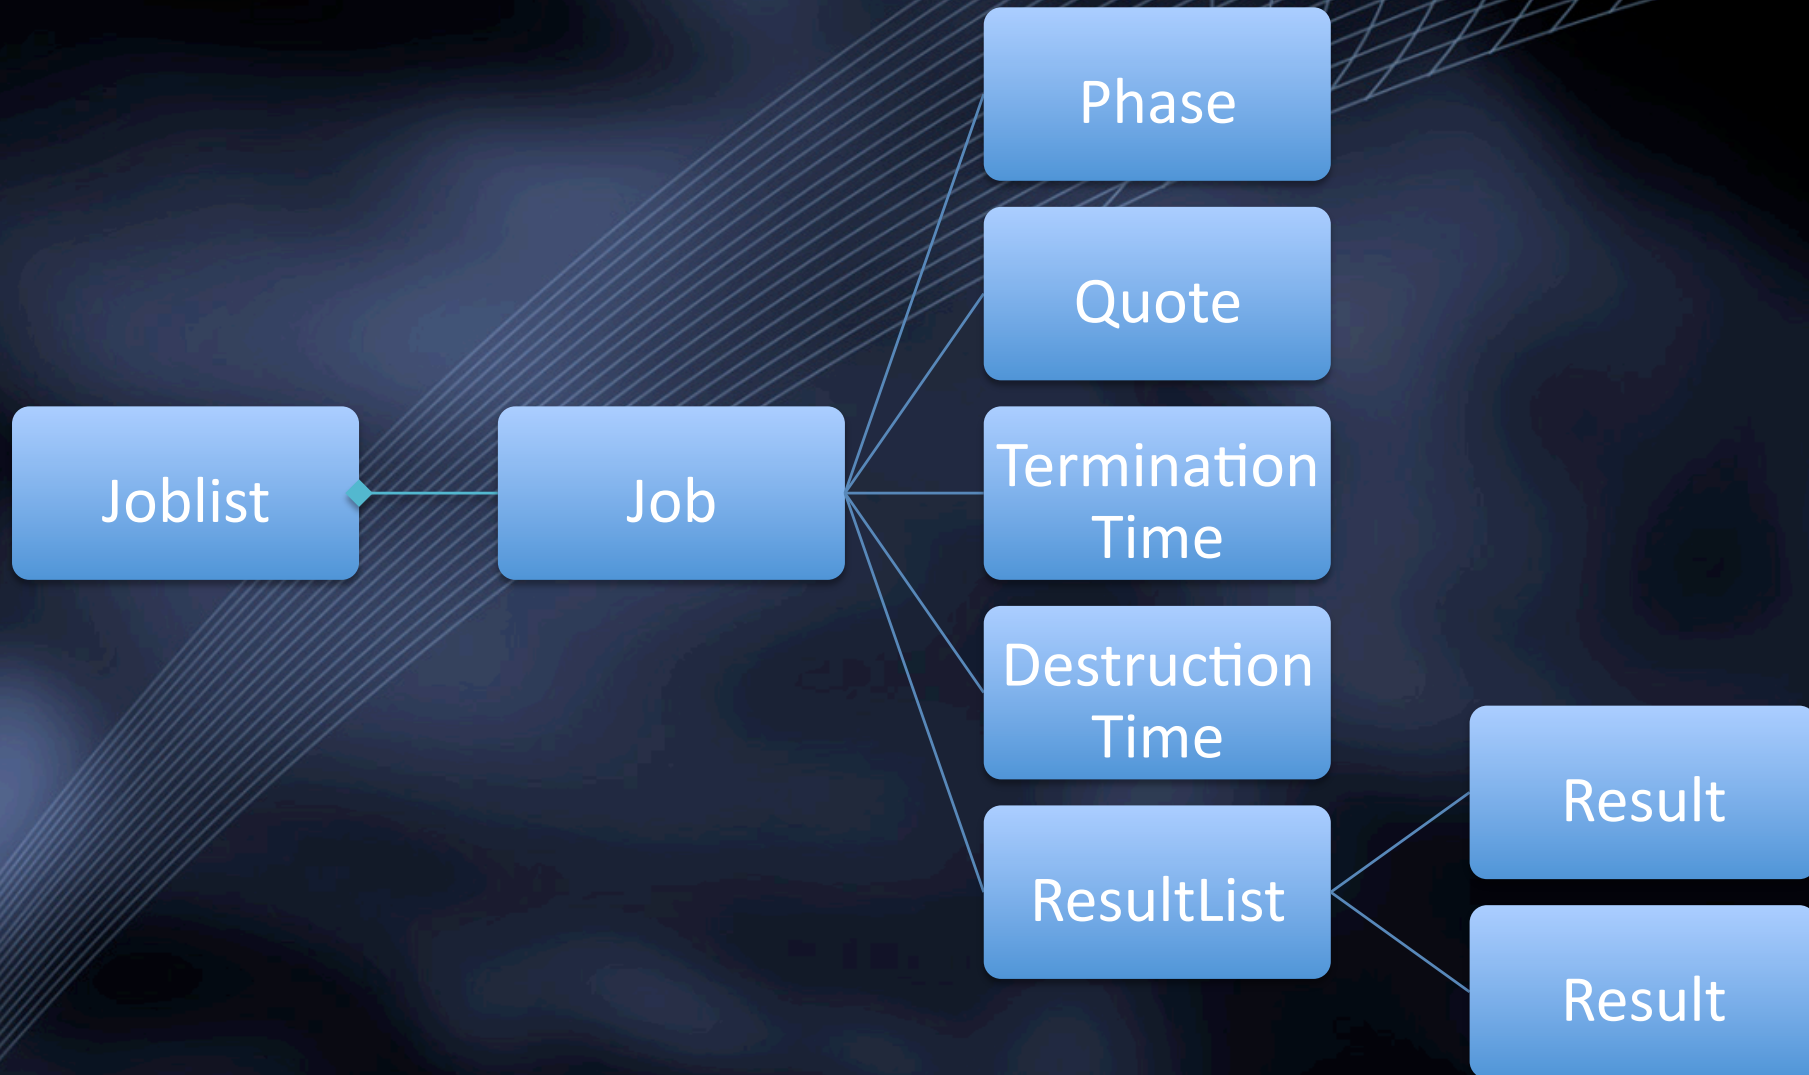 Phase
Quote
Joblist
Job
Termination
Time
Destruction
Time
ResultList
Result
Result